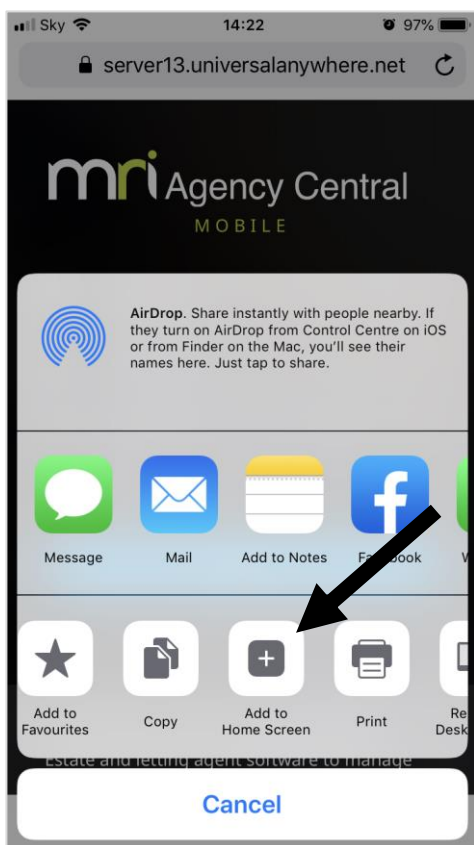 Sky 14:22 97%
server13.universalanywhere.net
mri Agency Central
MOBILE
AirDrop. Share instantly with people nearby. If
they turn on AirDrop from Control Centre on iOS
or from Finder on the Mac, you'll see their
names here. Just tap to share.
Message Mail Add to Notes
Add to Favourites
Copy
Add to Home Screen
Print
Estate and letting agent software to manage
Cancel